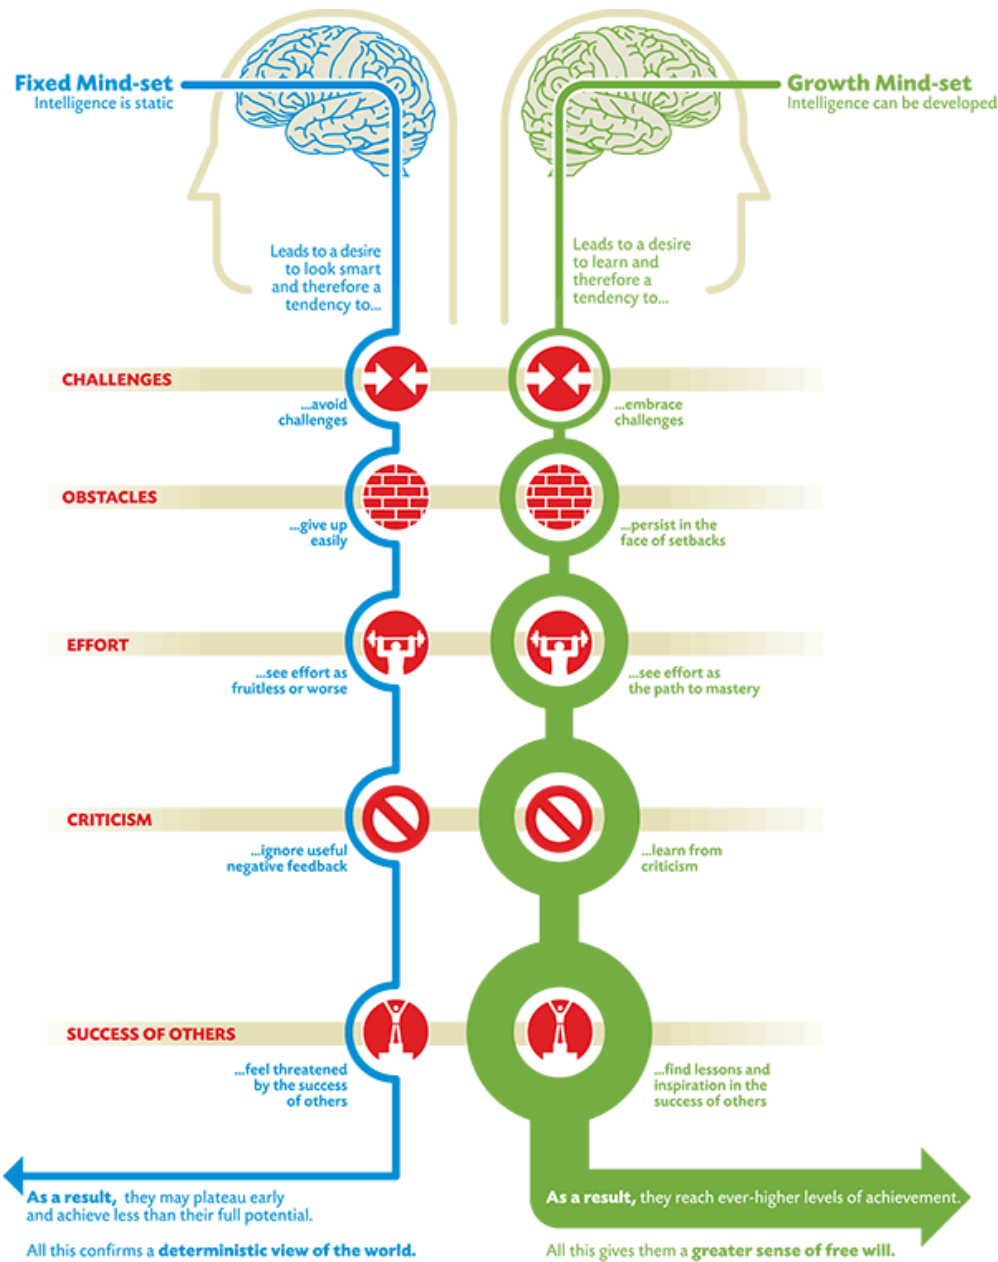 Fixed Mind-set
Intelligence is static
Growth Mind-set
Intelligence can be developed
Leads to a desire
to look smart
and therefore a
tendency to...
Leads to a desire
to learn and
therefore a
tendency to...
CHALLENGES
...avoid
challenges
...embrace
challenges
OBSTACLES
...give up
easily
...persist in the
face of setbacks
EFFORT
...see effort as
fruitless or worse
...see effort as
the path to mastery
CRITICISM
...ignore useful
negative feedback
...learn from
criticism
SUCCESS OF OTHERS
...feel threatened
by the success
of others
...find lessons and
inspiration in the
success of others
As a result, they may plateau early
and achieve less than their full potential.
All this confirms a deterministic view of the world.
As a result, they reach ever-higher levels of achievement.
All this gives them a greater sense of free will.